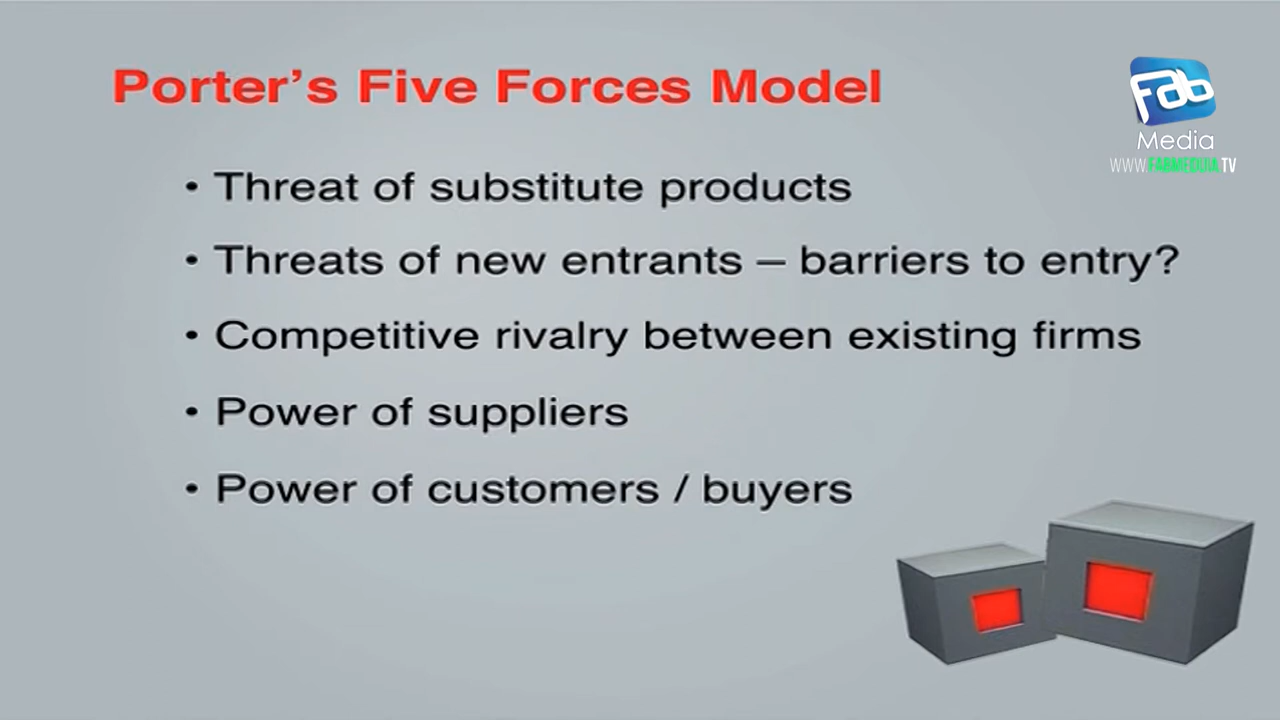 Porter’s Five Forces Model
• Threat of substitute products
• Threats of new entrants – barriers to entry?
• Competitive rivalry between existing firms
• Power of suppliers
• Power of customers / buyers
Fab
Media
WWW.FABMEDUIA.TV